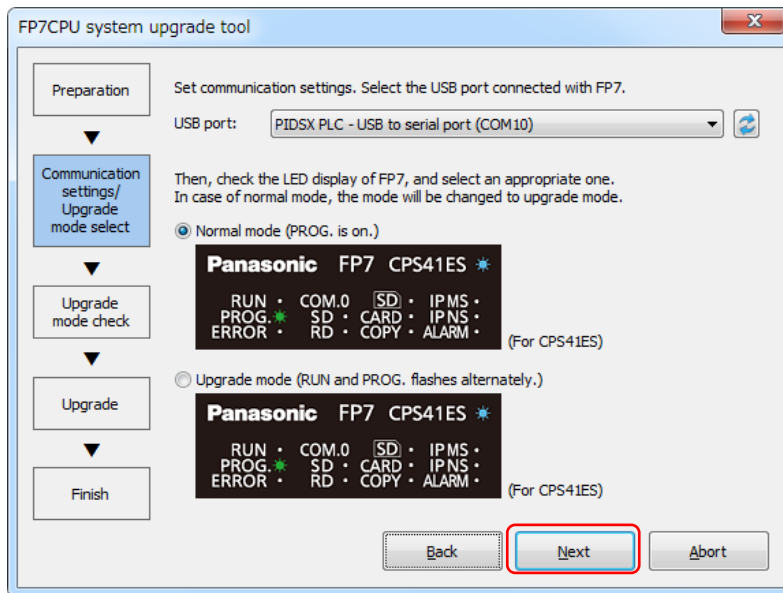 FP7CPU system upgrade tool
Preparation
Communication
settings/
Upgrade
mode select
Upgrade
mode check
Upgrade
Finish
Set communication settings. Select the USB port connected with FP7.
USB port: PIDSX PLC - USB to serial port (COM10)
Then, check the LED display of FP7, and select an appropriate one.
In case of normal mode, the mode will be changed to upgrade mode.
Normal mode (PROG. is on.)
Panasonic FP7 CPS41ES
RUN COM.0 SD IPMS
PROG. SD CARD IPNS
ERROR RD COPY ALARM
(For CPS41ES)
Upgrade mode (RUN and PROG. flashes alternately.)
Panasonic FP7 CPS41ES
RUN COM.0 SD IPMS
PROG. SD CARD IPNS
ERROR RD COPY ALARM
(For CPS41ES)
Back Next Abort